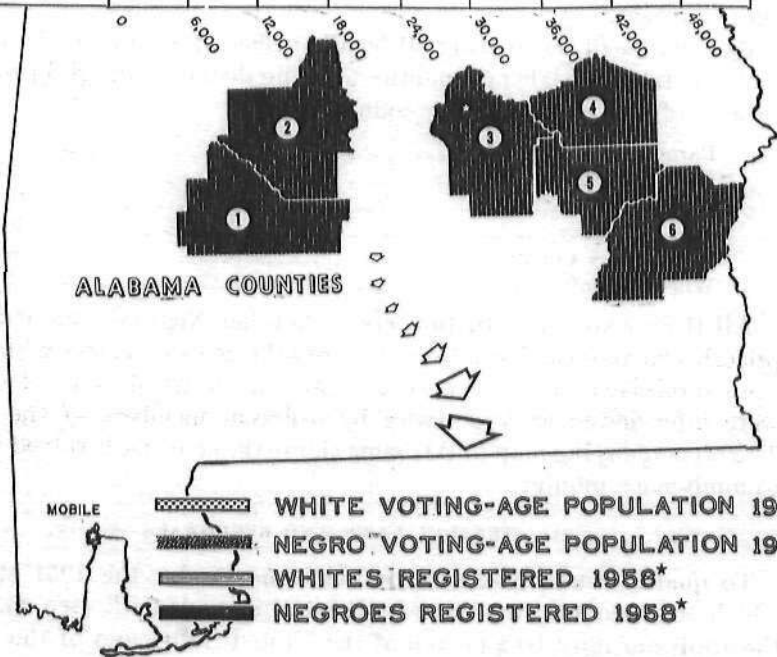 0 6,000 12,000 18,000 24,000 30,000 36,000 42,000 48,000
2
4
3
5
1
6
ALABAMA COUNTIES
MOBILE
WHITE VOTING-AGE POPULATION 19
NEGRO VOTING-AGE POPULATION 19
WHITES REGISTERED 1958*
NEGROES REGISTERED 1958*